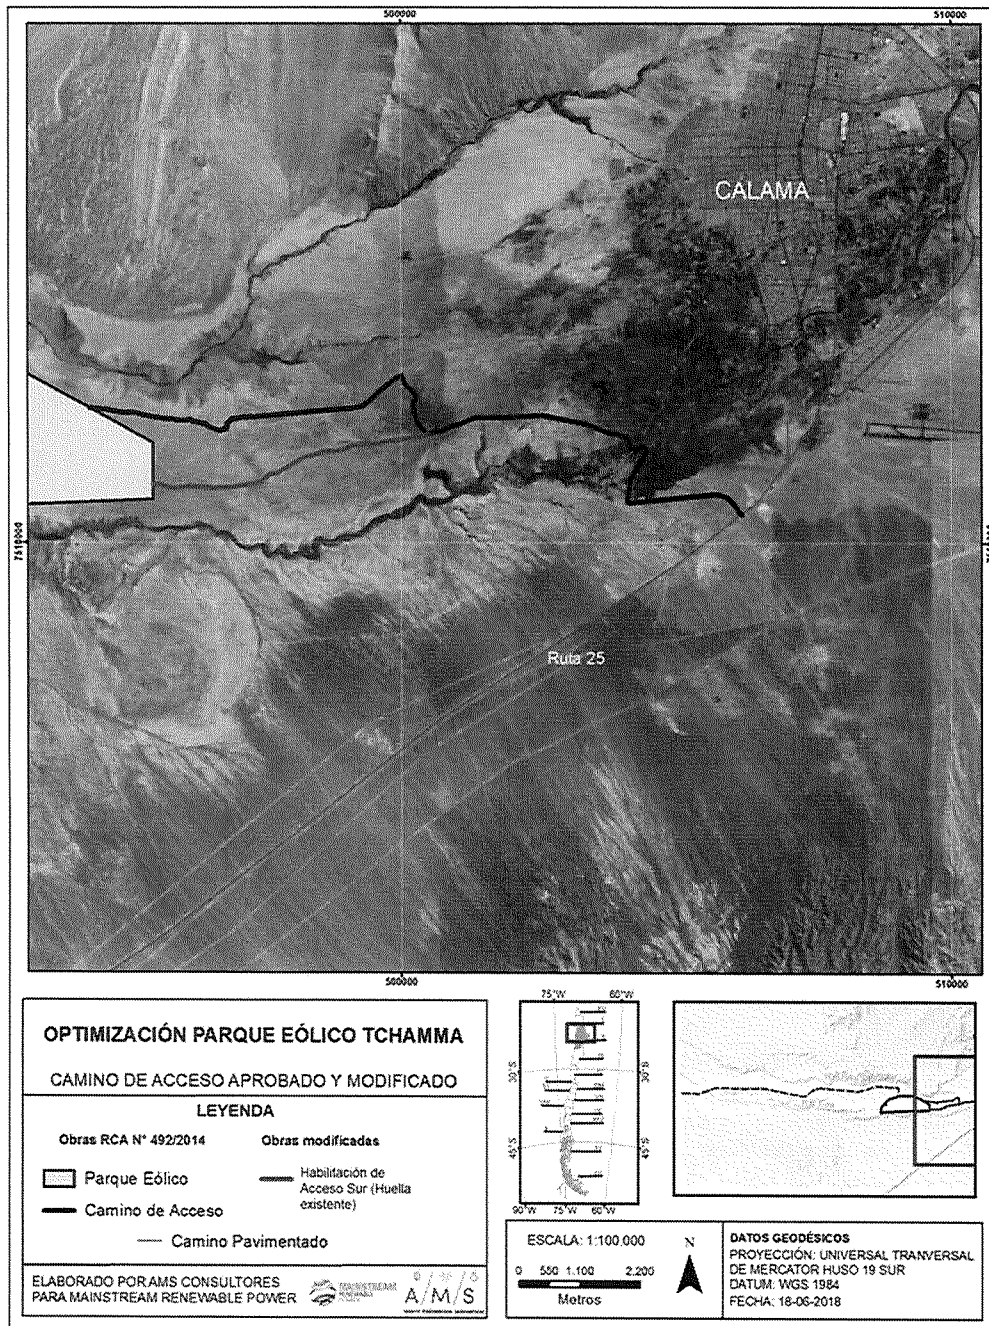 500000
510000
CALAMA
7510000
Ruta 25
500000
510000
OPTIMIZACIÓN PARQUE EÓLICO TCHAMMA
CAMINO DE ACCESO APROBADO Y MODIFICADO
LEYENDA
Obras RCA N° 492/2014
Obras modificadas
Parque Eólico
Habilitación de
Acceso Sur (Huella
existente)
Camino de Acceso
Camino Pavimentado
ELABORADO POR AMS CONSULTORES
PARA MAINSTREAM RENEWABLE POWER
MAINSTREAM
RENEWABLE
A/M/S
75°W
60°W
30°S
30°S
45°S
45°S
90°W
75°W
60°W
ESCALA: 1:100.000
N
0 550 1.100 2.200
Metros
DATOS GEODÉSICOS
PROYECCIÓN: UNIVERSAL TRANVERSAL
DE MERCATOR HUSO 19 SUR
DATUM: WGS 1984
FECHA: 18-06-2018